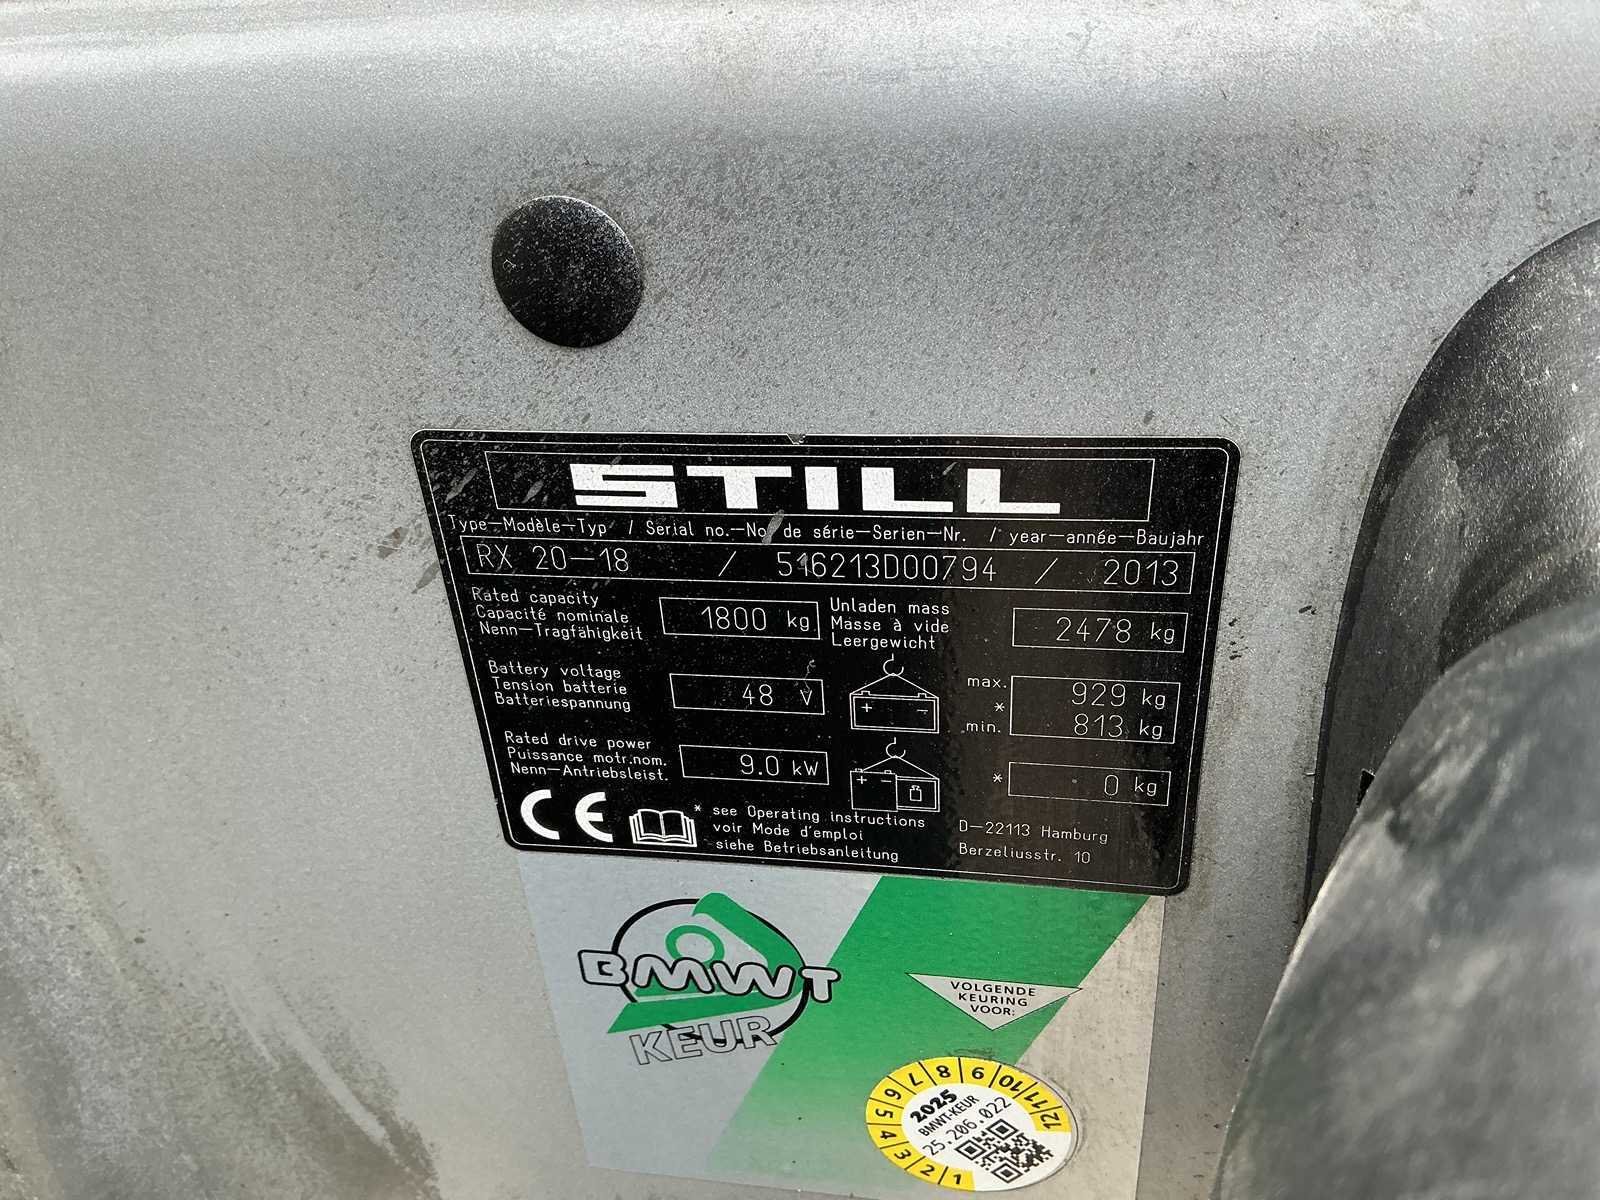 STILL
Type—Modèle—Typ / Serial no.—No de série—Serien—Nr. / year—année—Baujahr
RX 20—18 / 516213D00794 / 2013
Rated capacity
Capacité nominale
Nenn—Tragfähigkeit
1800 kg
Unladen mass
Masse à vide
Leergewicht
2478 kg
Battery voltage
Tension batterie
Batteriespannung
48 V
+ −
max. 929 kg
*
min. 813 kg
Rated drive power
Puissance motr.nom.
Nenn—Antriebsleist.
9.0 kW
+ −
* 0 kg
CE
* see Operating instructions
voir Mode d'emploi
siehe Betriebsanleitung
D—22113 Hamburg
Berzeliusstr. 10
BMWT
KEUR
VOLGENDE
KEURING
VOOR:
1 2 3 4 5 6 7 8 9 10 11 12
2025
BMWT-KEUR
25.206.022